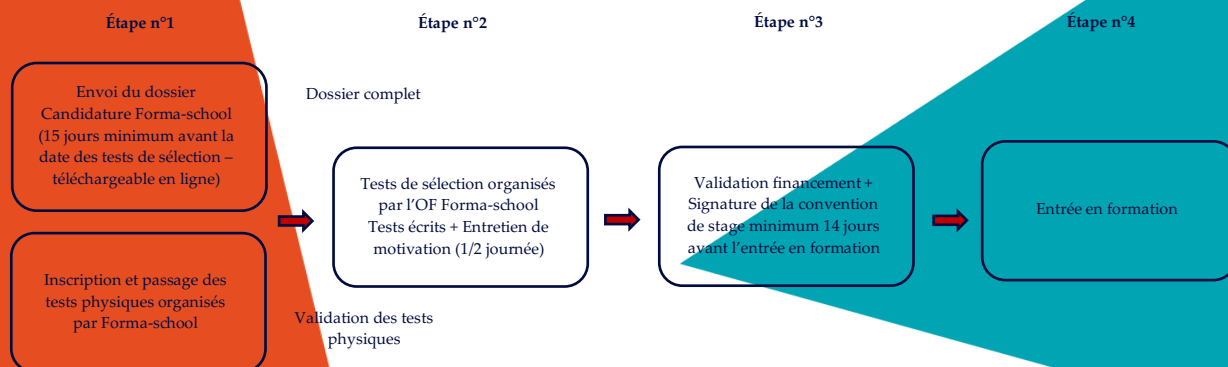 Étape n°1
Étape n°2
Étape n°3
Étape n°4
Envoi du dossier
Candidature Forma-school
(15 jours minimum avant la
date des tests de sélection –
téléchargeable en ligne)
Inscription et passage des
tests physiques organisés
par Forma-school
Dossier complet
Validation des tests
physiques
Tests de sélection organisés
par l’OF Forma-school
Tests écrits + Entretien de
motivation (1/2 journée)
Validation financement +
Signature de la convention
de stage minimum 14 jours
avant l’entrée en formation
Entrée en formation